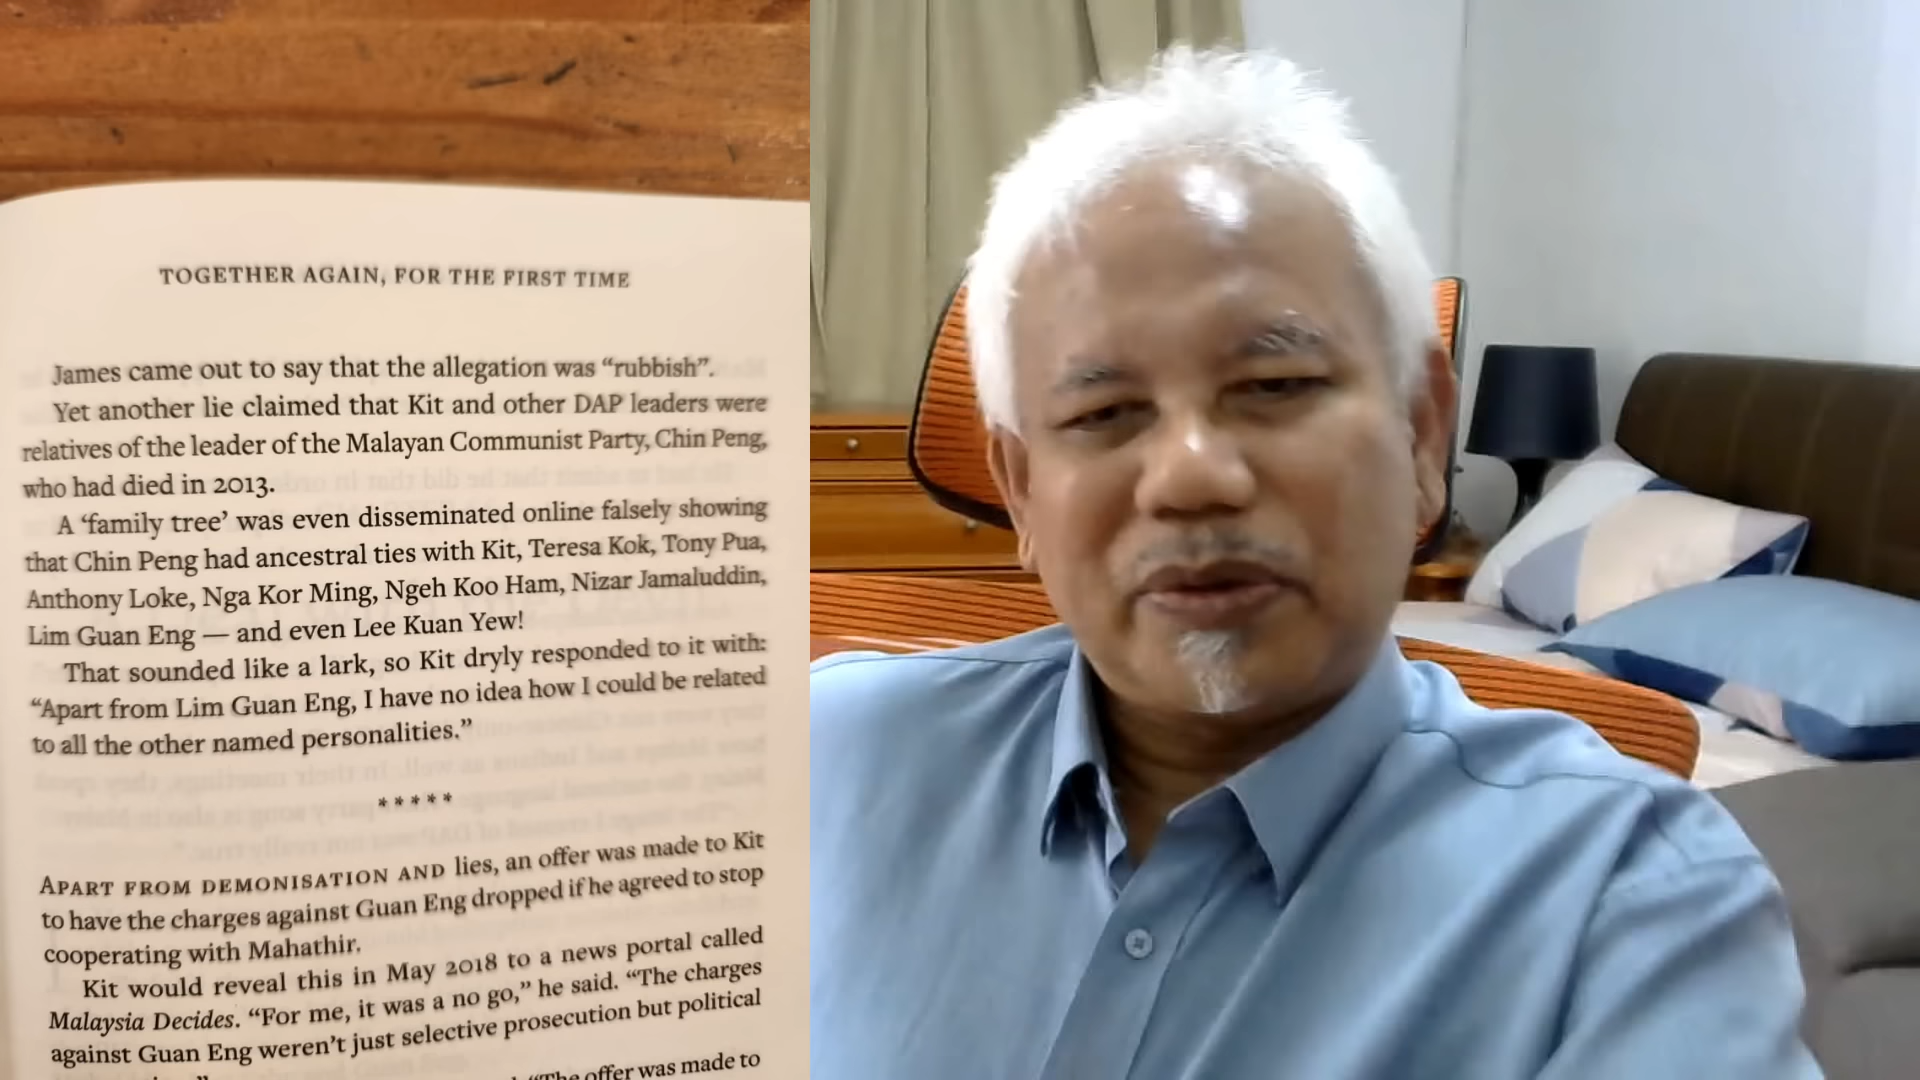 TOGETHER AGAIN, FOR THE FIRST TIME
James came out to say that the allegation was “rubbish”.
Yet another lie claimed that Kit and other DAP leaders were
relatives of the leader of the Malayan Communist Party, Chin Peng,
who had died in 2013.
A ‘family tree’ was even disseminated online falsely showing
that Chin Peng had ancestral ties with Kit, Teresa Kok, Tony Pua,
Anthony Loke, Nga Kor Ming, Ngeh Koo Ham, Nizar Jamaluddin,
Lim Guan Eng — and even Lee Kuan Yew!
That sounded like a lark, so Kit dryly responded to it with:
“Apart from Lim Guan Eng, I have no idea how I could be related
to all the other named personalities.”
*****
APART FROM DEMONISATION AND lies, an offer was made to Kit
to have the charges against Guan Eng dropped if he agreed to stop
cooperating with Mahathir.
Kit would reveal this in May 2018 to a news portal called
Malaysia Decides. “For me, it was a no go,” he said. “The charges
against Guan Eng weren’t just selective prosecution but political
“The offer was made to